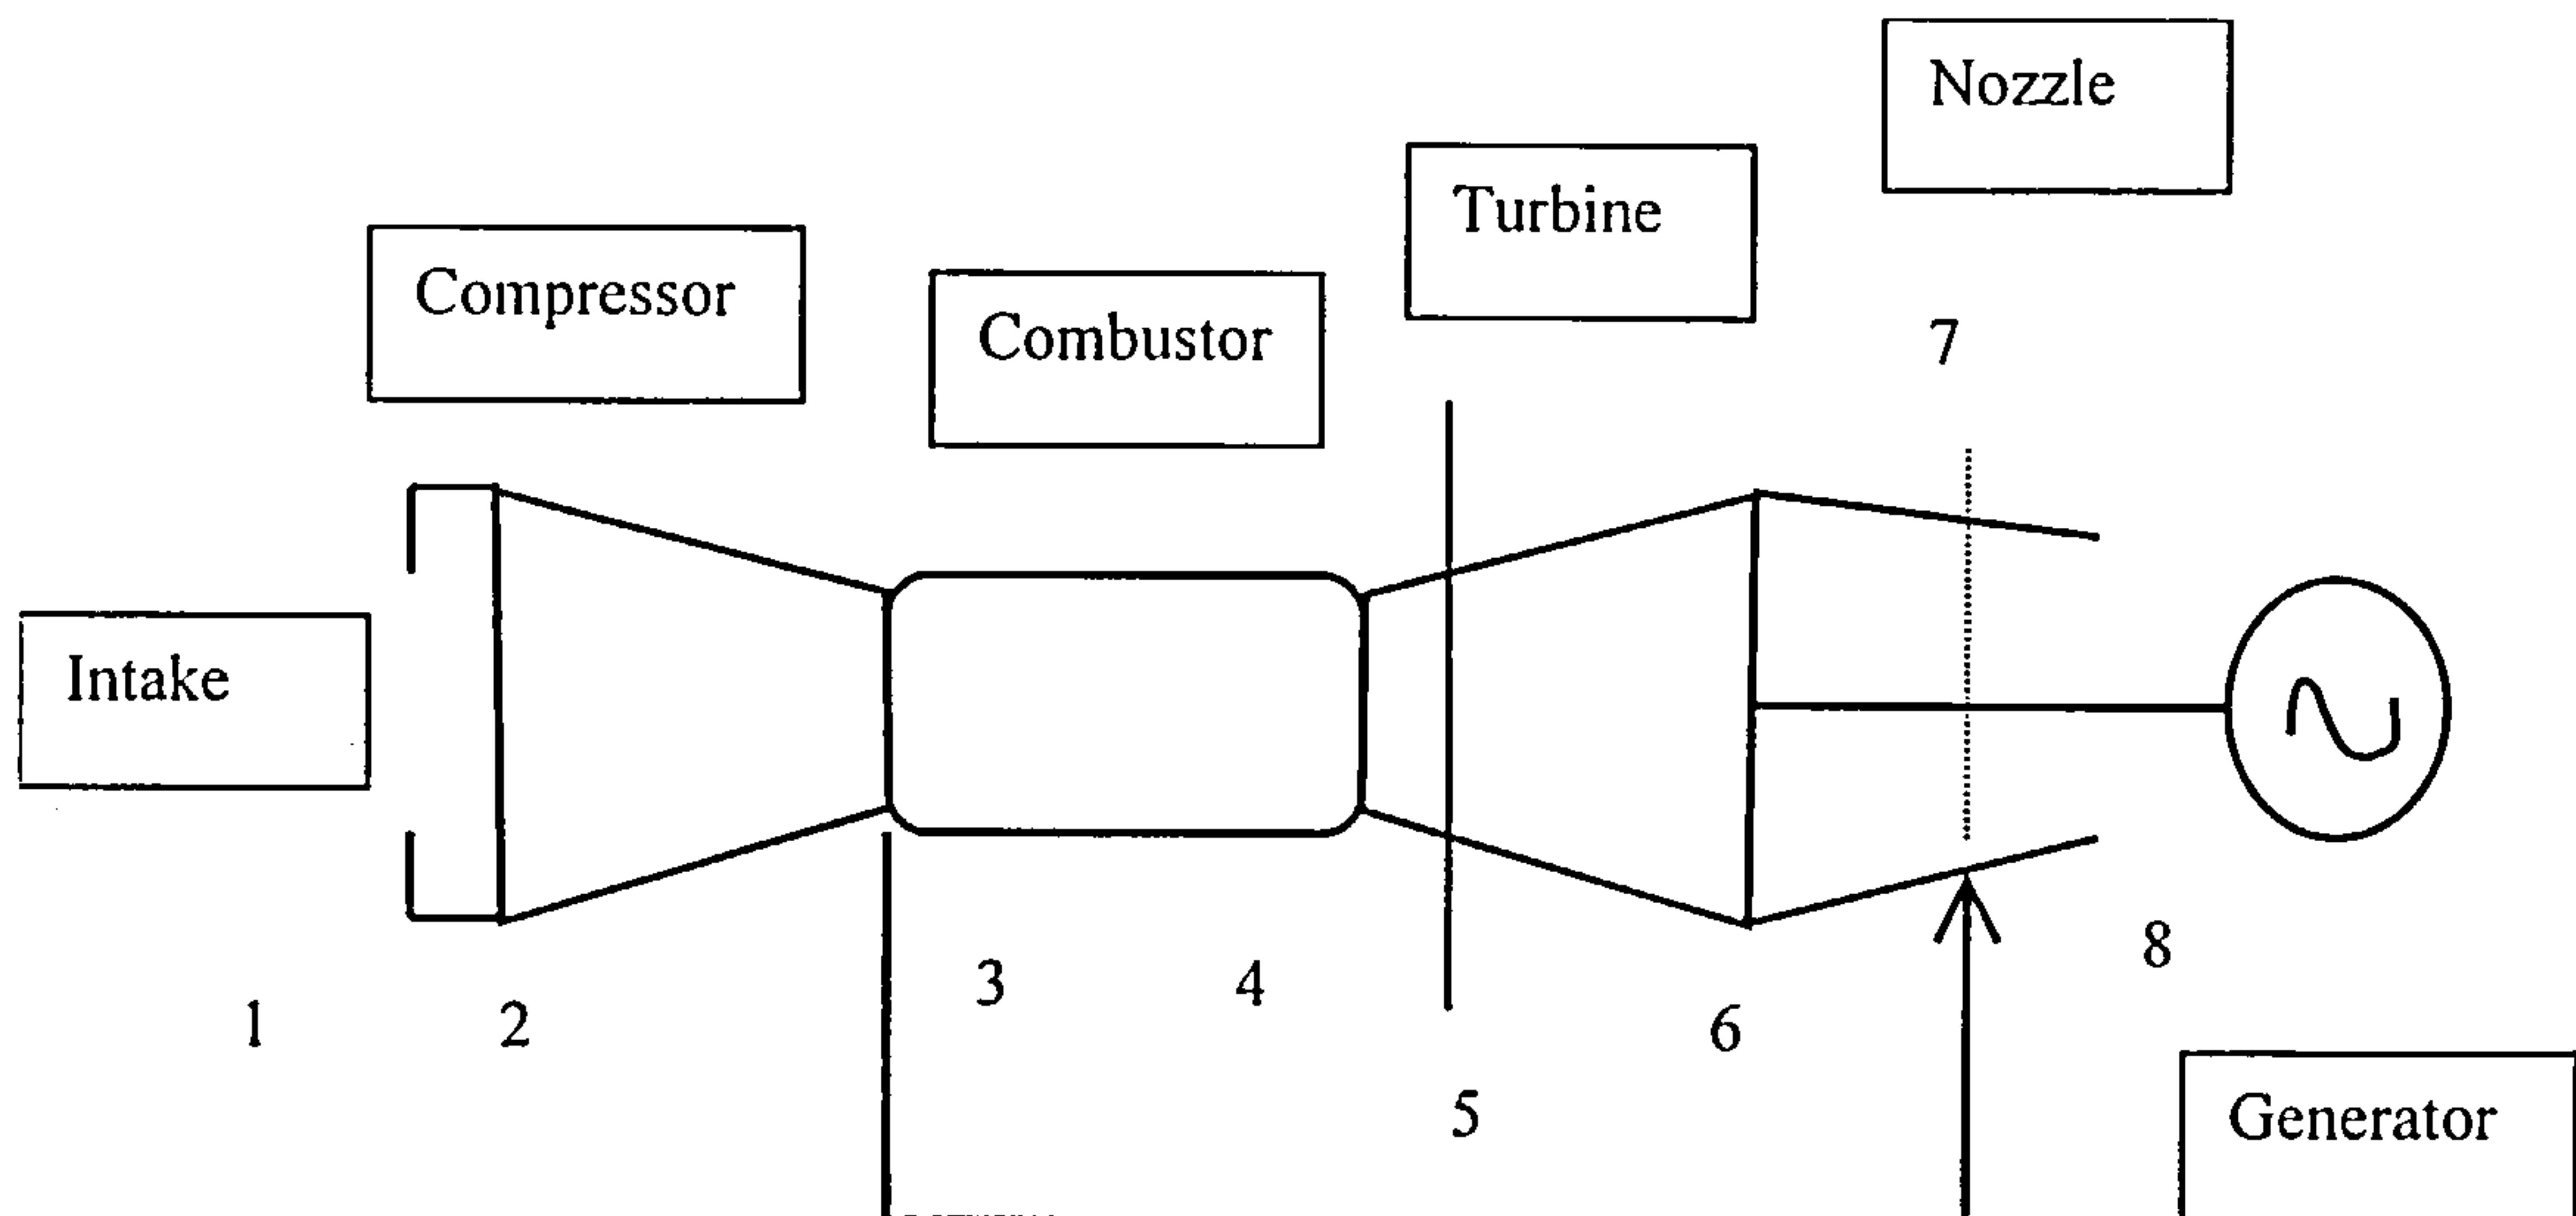 Nozzle
Turbine
Compressor
Combustor
7
Intake
8
3
4
1
2
6
5
Generator